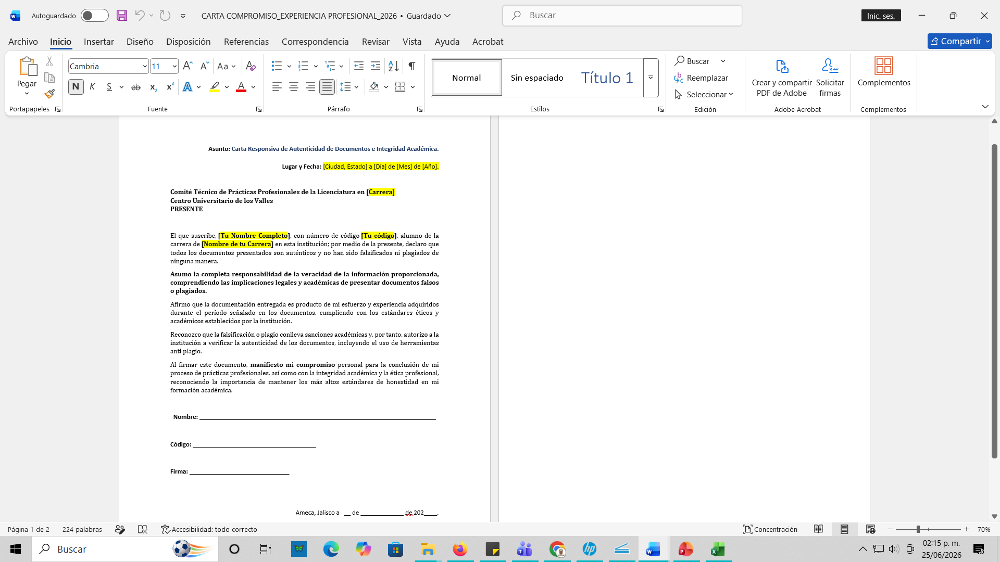 Autoguardado
CARTA COMPROMISO_EXPERIENCIA PROFESIONAL_2026 • Guardado
Buscar
Inic. ses.
Archivo Inicio Insertar Diseño Disposición Referencias Correspondencia Revisar Vista Ayuda Acrobat
Compartir
Pegar
Portapapeles
Cambria 11
Fuente
Párrafo
Normal
Sin espaciado
Título 1
Estilos
Buscar
Reemplazar
Seleccionar
Edición
Crear y compartir PDF de Adobe
Solicitar firmas
Adobe Acrobat
Complementos
Complementos
Asunto: Carta Responsiva de Autenticidad de Documentos e Integridad Académica.
Lugar y Fecha: [Ciudad, Estado] a [Día] de [Mes] de [Año].
Comité Técnico de Prácticas Profesionales de la Licenciatura en [Carrera]
Centro Universitario de los Valles
PRESENTE
El que suscribe, [Tu Nombre Completo], con número de código [Tu código], alumno de la
carrera de [Nombre de tu Carrera] en esta institución; por medio de la presente, declaro que
todos los documentos presentados son auténticos y no han sido falsificados ni plagiados de
ninguna manera.
Asumo la completa responsabilidad de la veracidad de la información proporcionada,
comprendiendo las implicaciones legales y académicas de presentar documentos falsos
o plagiados.
Afirmo que la documentación entregada es producto de mi esfuerzo y experiencia adquiridos
durante el período señalado en los documentos, cumpliendo con los estándares éticos y
académicos establecidos por la institución.
Reconozco que la falsificación o plagio conlleva sanciones académicas y, por tanto, autorizo a la
institución a verificar la autenticidad de los documentos, incluyendo el uso de herramientas
anti plagio.
Al firmar este documento, manifiesto mi compromiso personal para la conclusión de mi
proceso de prácticas profesionales, así como con la integridad académica y la ética profesional,
reconociendo la importancia de mantener los más altos estándares de honestidad en mi
formación académica.
Nombre: ____________________
Código: ____________________
Firma: ____________________
Ameca, Jalisco a __ de _____________ de 202____.
Página 1 de 2
224 palabras
Accesibilidad: todo correcto
Concentración
70%
Buscar
02:15 p. m.
25/06/2026